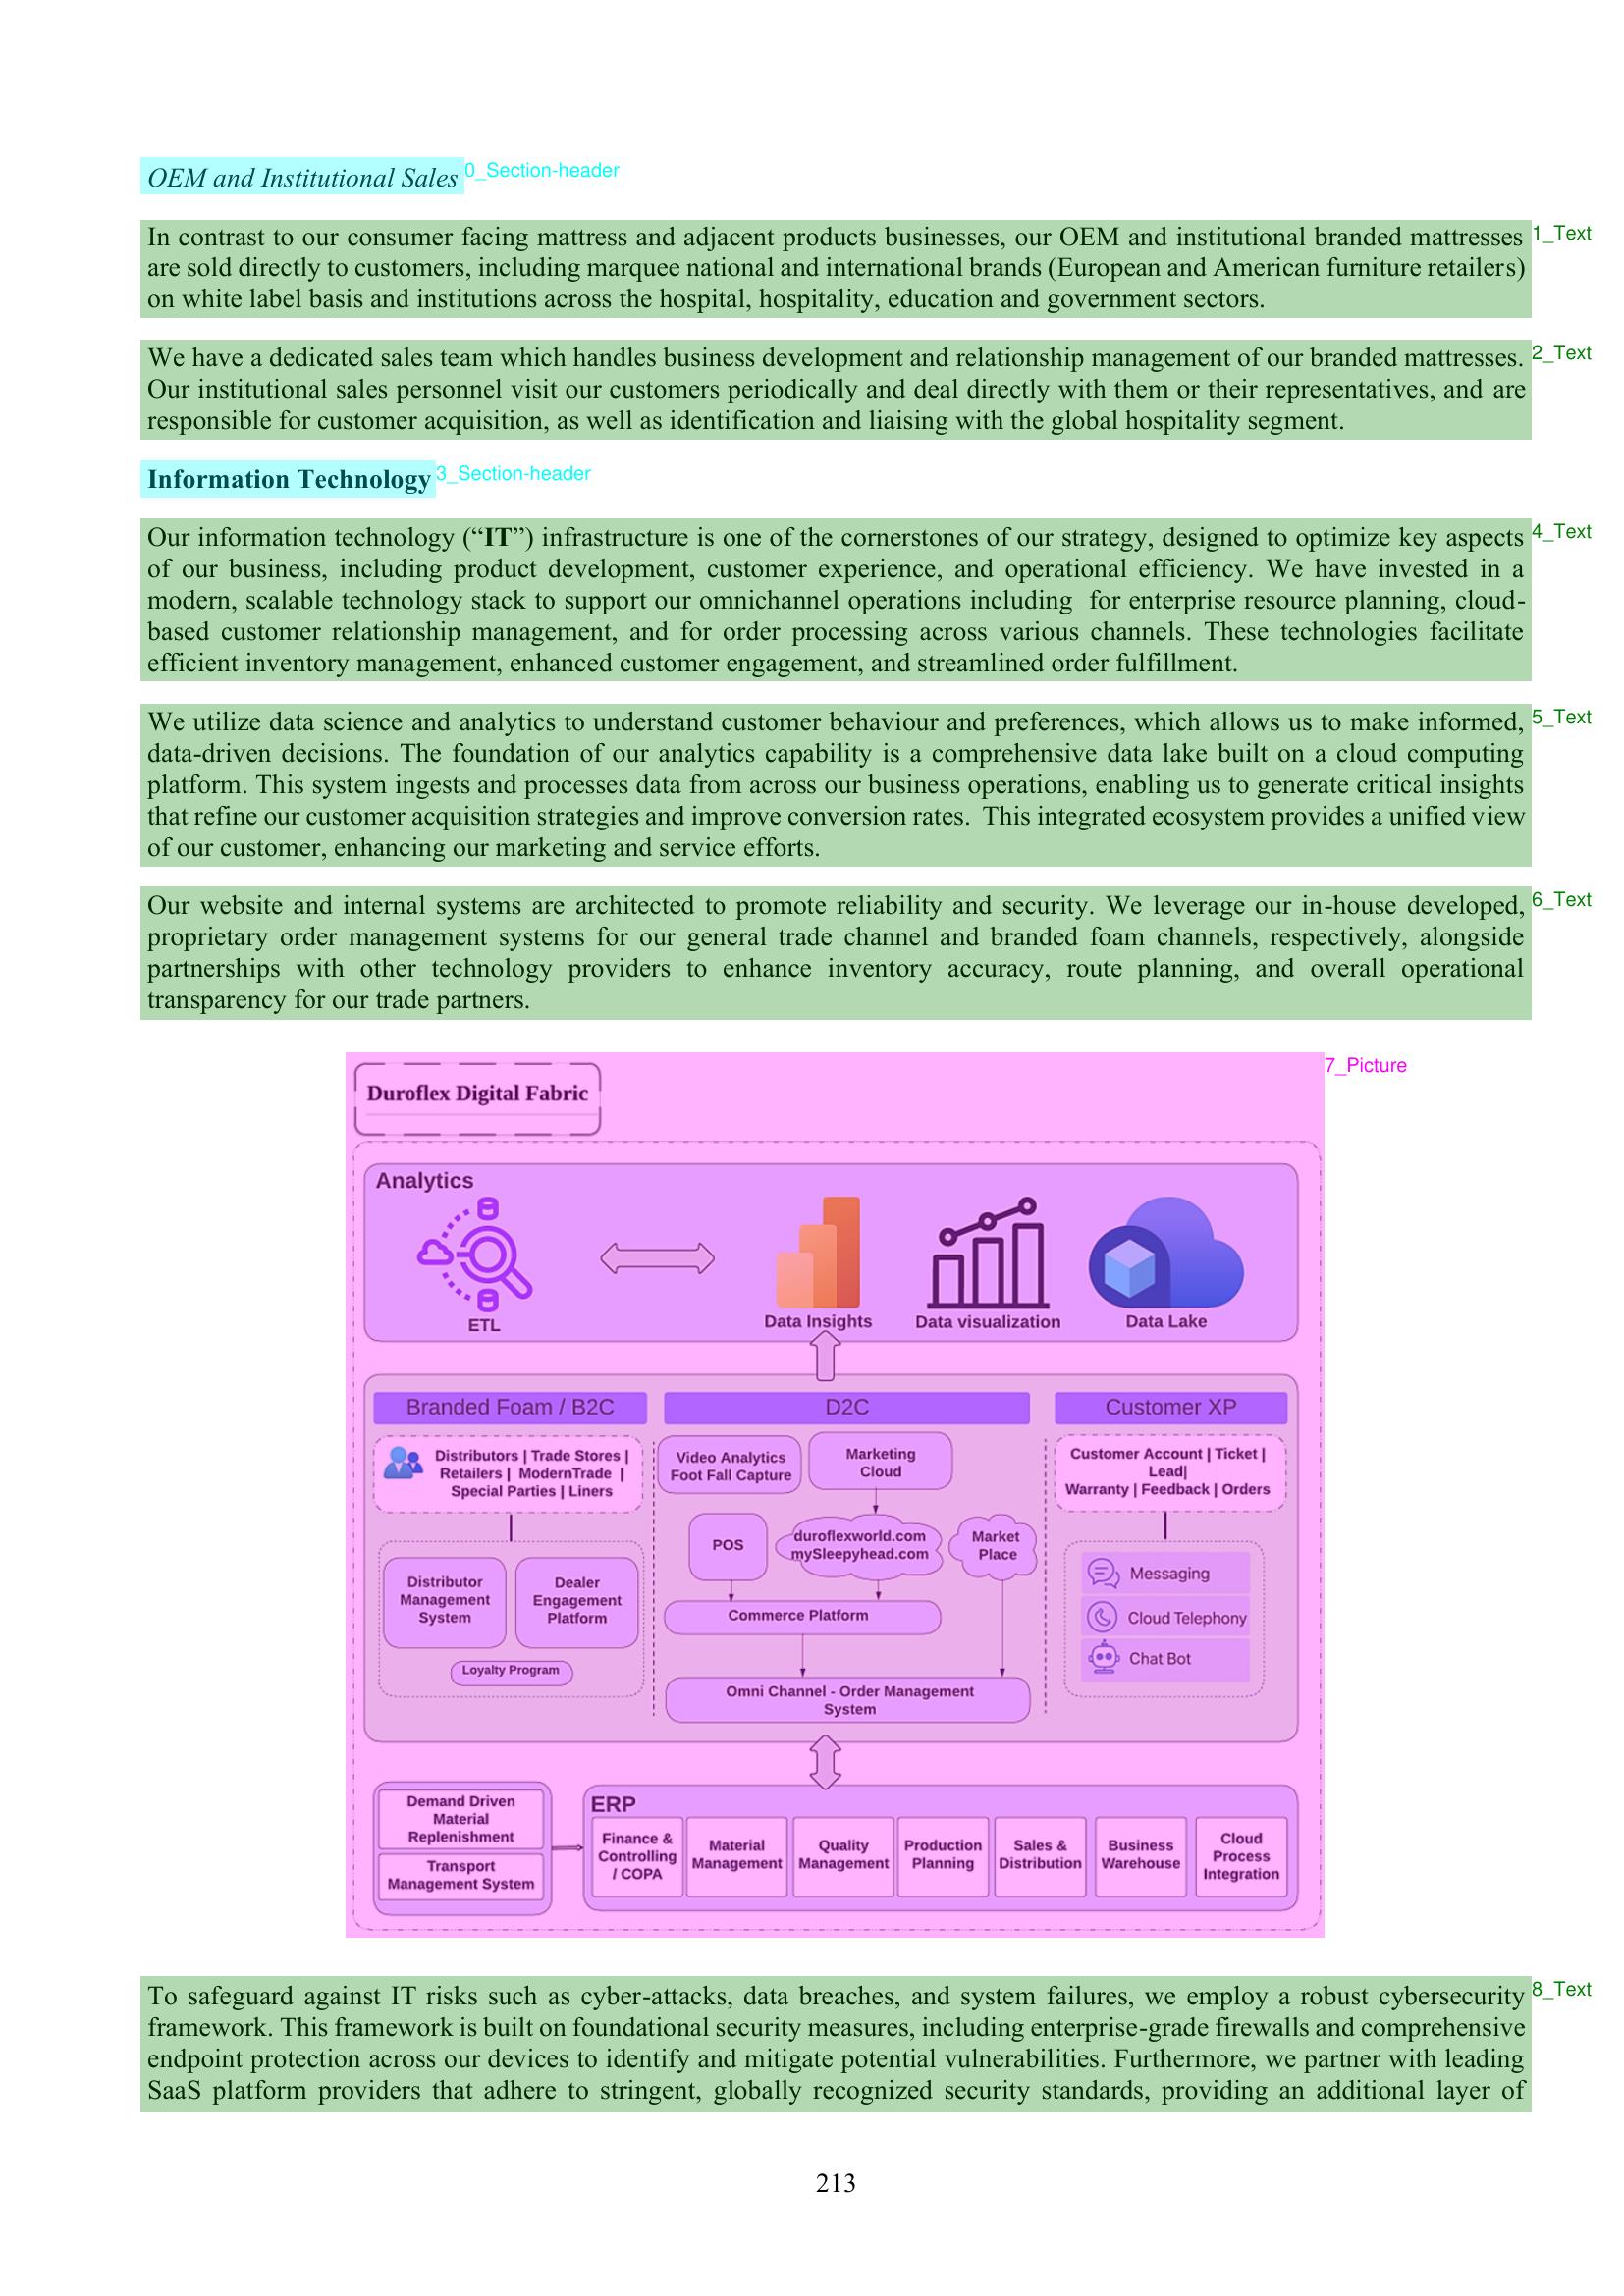 OEM and Institutional Sales
0_Section-header
In contrast to our consumer facing mattress and adjacent products businesses, our OEM and institutional branded mattresses
1_Text
are sold directly to customers, including marquee national and international brands (European and American furniture retailers)
on white label basis and institutions across the hospital, hospitality, education and government sectors.
We have a dedicated sales team which handles business development and relationship management of our branded mattresses.
2_Text
Our institutional sales personnel visit our customers periodically and deal directly with them or their representatives, and are
responsible for customer acquisition, as well as identification and liaising with the global hospitality segment.
Information Technology
3_Section-header
Our information technology (“IT”) infrastructure is one of the cornerstones of our strategy, designed to optimize key aspects
4_Text
of our business, including product development, customer experience, and operational efficiency. We have invested in a
modern, scalable technology stack to support our omnichannel operations including for enterprise resource planning, cloud-
based customer relationship management, and for order processing across various channels. These technologies facilitate
efficient inventory management, enhanced customer engagement, and streamlined order fulfillment.
We utilize data science and analytics to understand customer behaviour and preferences, which allows us to make informed,
5_Text
data-driven decisions. The foundation of our analytics capability is a comprehensive data lake built on a cloud computing
platform. This system ingests and processes data from across our business operations, enabling us to generate critical insights
that refine our customer acquisition strategies and improve conversion rates. This integrated ecosystem provides a unified view
of our customer, enhancing our marketing and service efforts.
Our website and internal systems are architected to promote reliability and security. We leverage our in-house developed,
6_Text
proprietary order management systems for our general trade channel and branded foam channels, respectively, alongside
partnerships with other technology providers to enhance inventory accuracy, route planning, and overall operational
transparency for our trade partners.
7_Picture
Duroflex Digital Fabric
Analytics
ETL
Data Insights
Data visualization
Data Lake
Branded Foam / B2C
Distributors | Trade Stores |
Retailers | ModernTrade |
Special Parties | Liners
Distributor
Management
System
Dealer
Engagement
Platform
Loyalty Program
D2C
Video Analytics
Foot Fall Capture
Marketing
Cloud
POS
duroflexworld.com
mySleepyhead.com
Market
Place
Commerce Platform
Omni Channel - Order Management
System
Customer XP
Customer Account | Ticket |
Lead|
Warranty | Feedback | Orders
Messaging
Cloud Telephony
Chat Bot
Demand Driven
Material
Replenishment
Transport
Management System
ERP
Finance &
Controlling
/ COPA
Material
Management
Quality
Management
Production
Planning
Sales &
Distribution
Business
Warehouse
Cloud
Process
Integration
To safeguard against IT risks such as cyber-attacks, data breaches, and system failures, we employ a robust cybersecurity
8_Text
framework. This framework is built on foundational security measures, including enterprise-grade firewalls and comprehensive
endpoint protection across our devices to identify and mitigate potential vulnerabilities. Furthermore, we partner with leading
SaaS platform providers that adhere to stringent, globally recognized security standards, providing an additional layer of
213